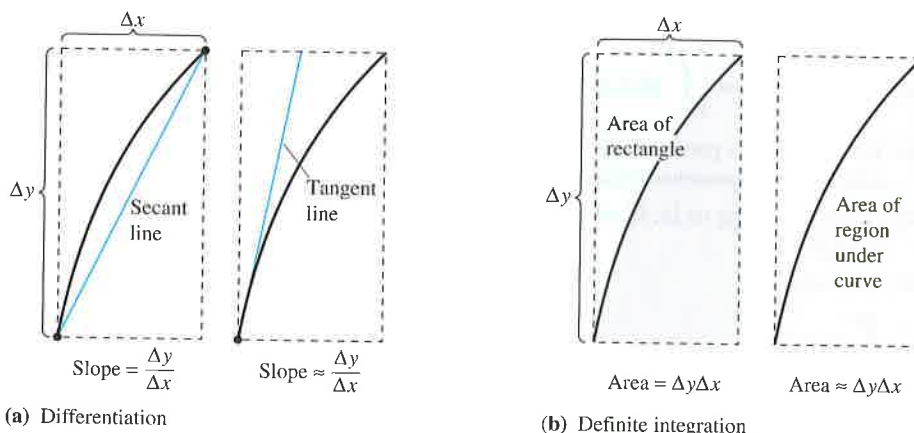 Δx
Δy
Secant
line
Slope = Δy/Δx
Tangent
line
Slope ≈ Δy/Δx
(a) Differentiation
Δx
Δy
Area of
rectangle
Area = ΔyΔx
Area of
region
under
curve
Area ≈ ΔyΔx
(b) Definite integration